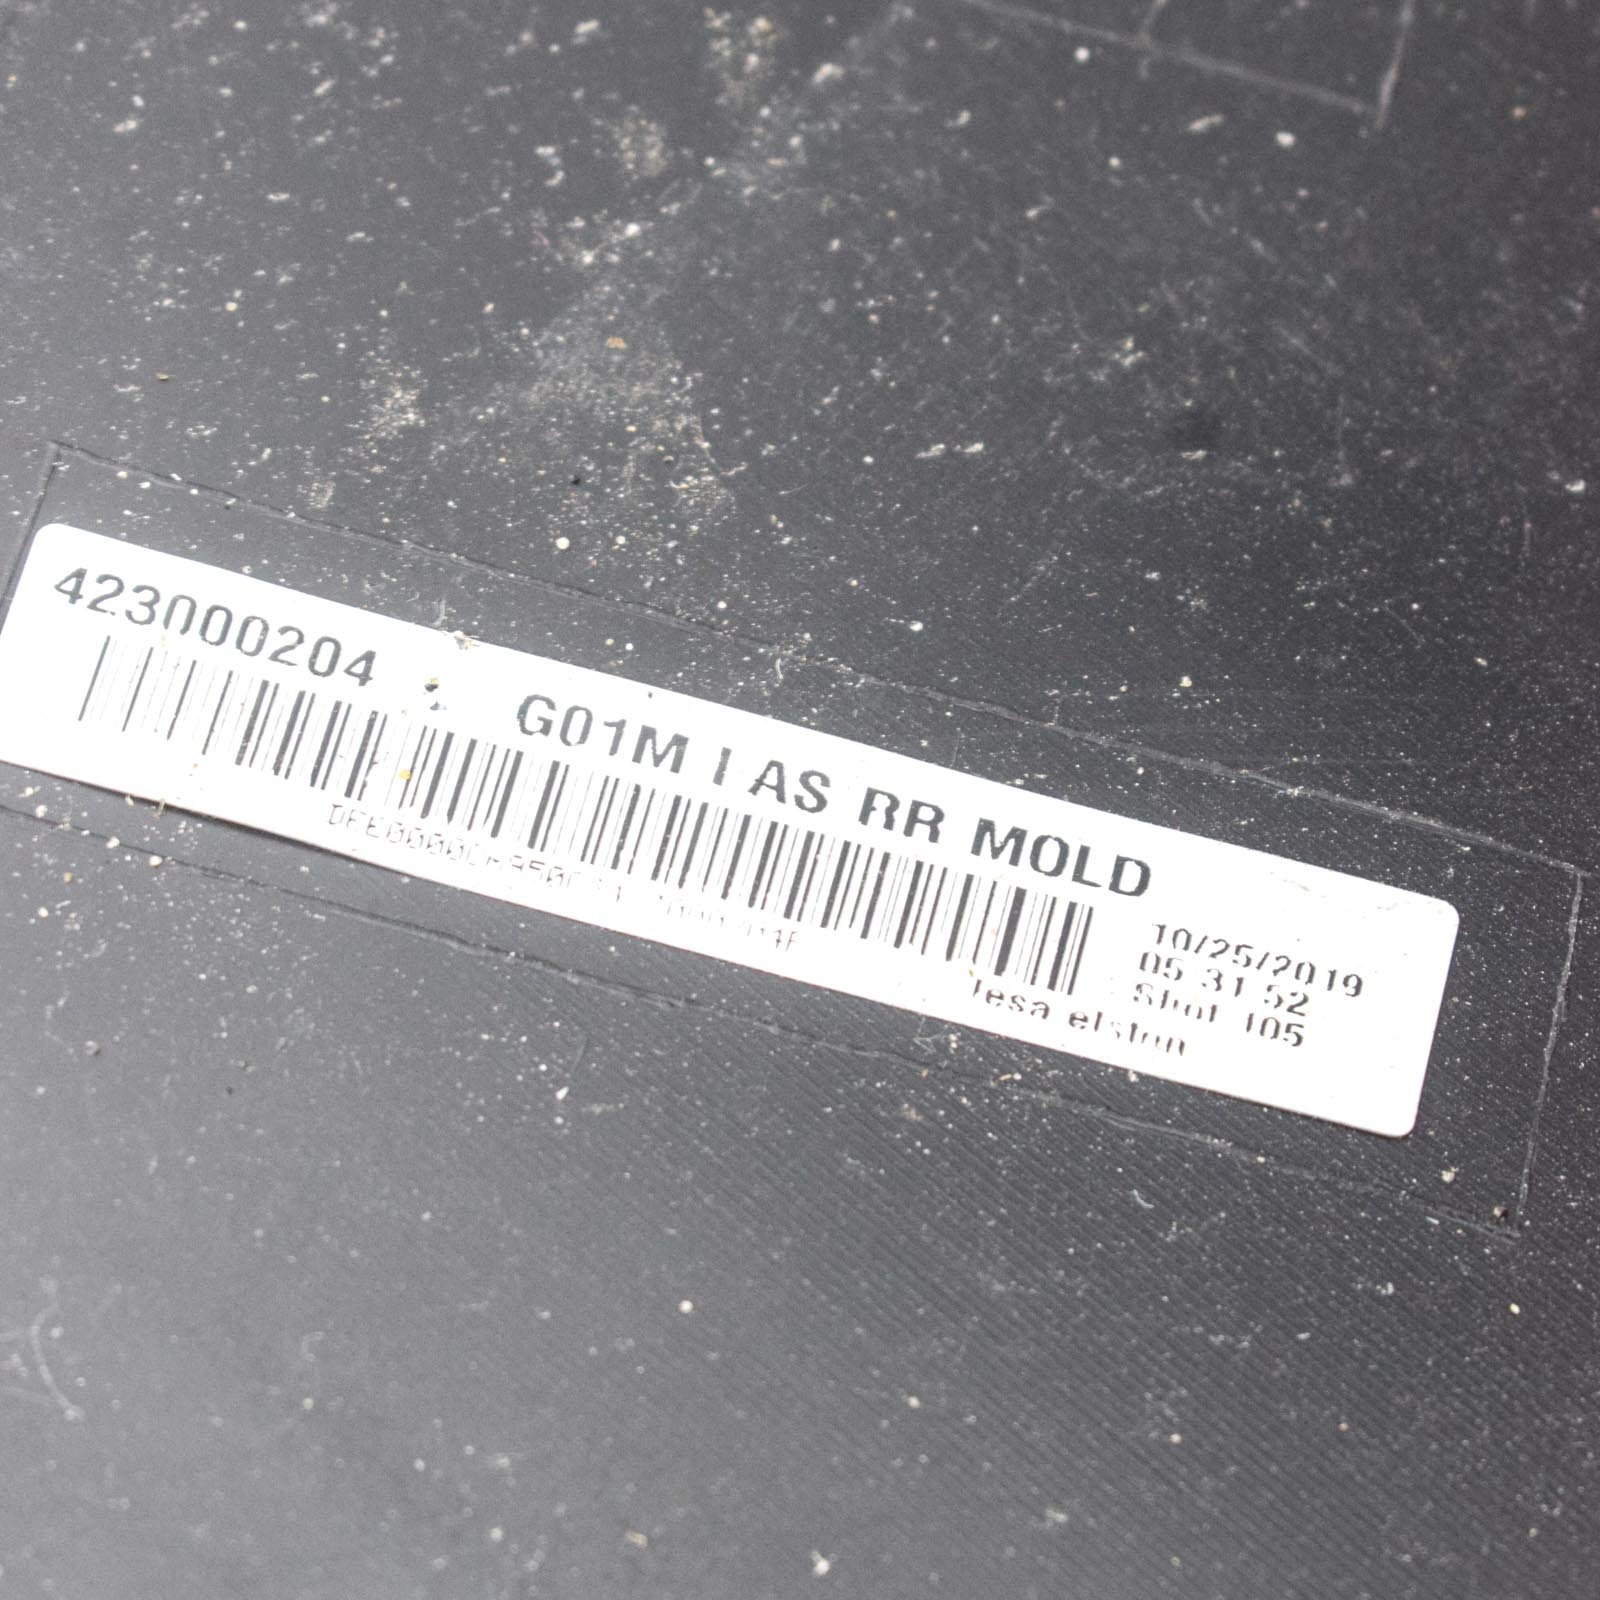 423000204 G01M I AS RR MOLD
10/25/2019
05 31 52
Shot 105